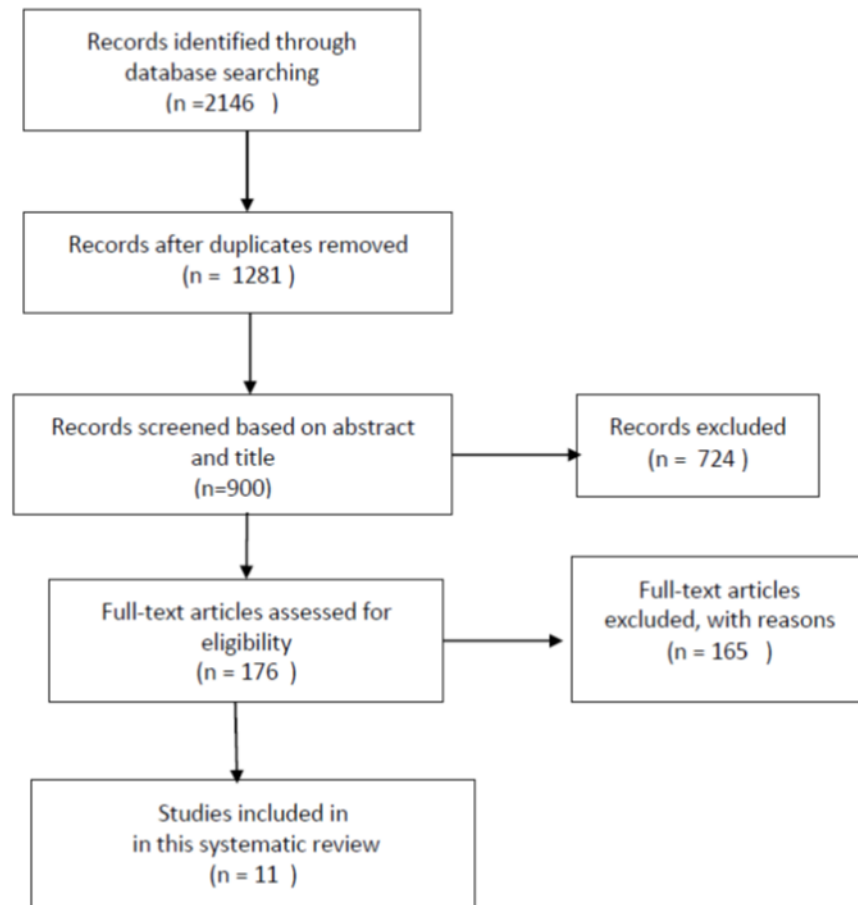 Records identified through
database searching
(n =2146 )
Records after duplicates removed
(n = 1281 )
Records screened based on abstract
and title
(n=900)
Records excluded
(n = 724 )
Full-text articles assessed for
eligibility
(n = 176 )
Full-text articles
excluded, with reasons
(n = 165 )
Studies included in
in this systematic review
(n = 11 )